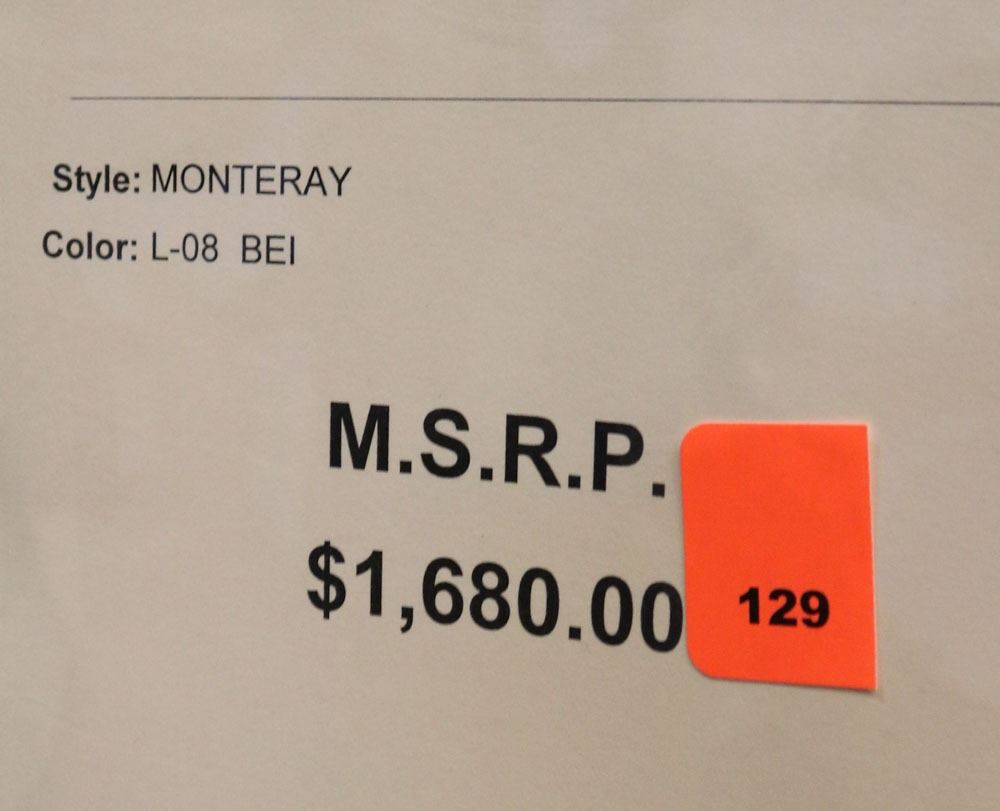 Style: MONTERAY
Color: L-08 BEI
M.S.R.P.
$1,680.00
129